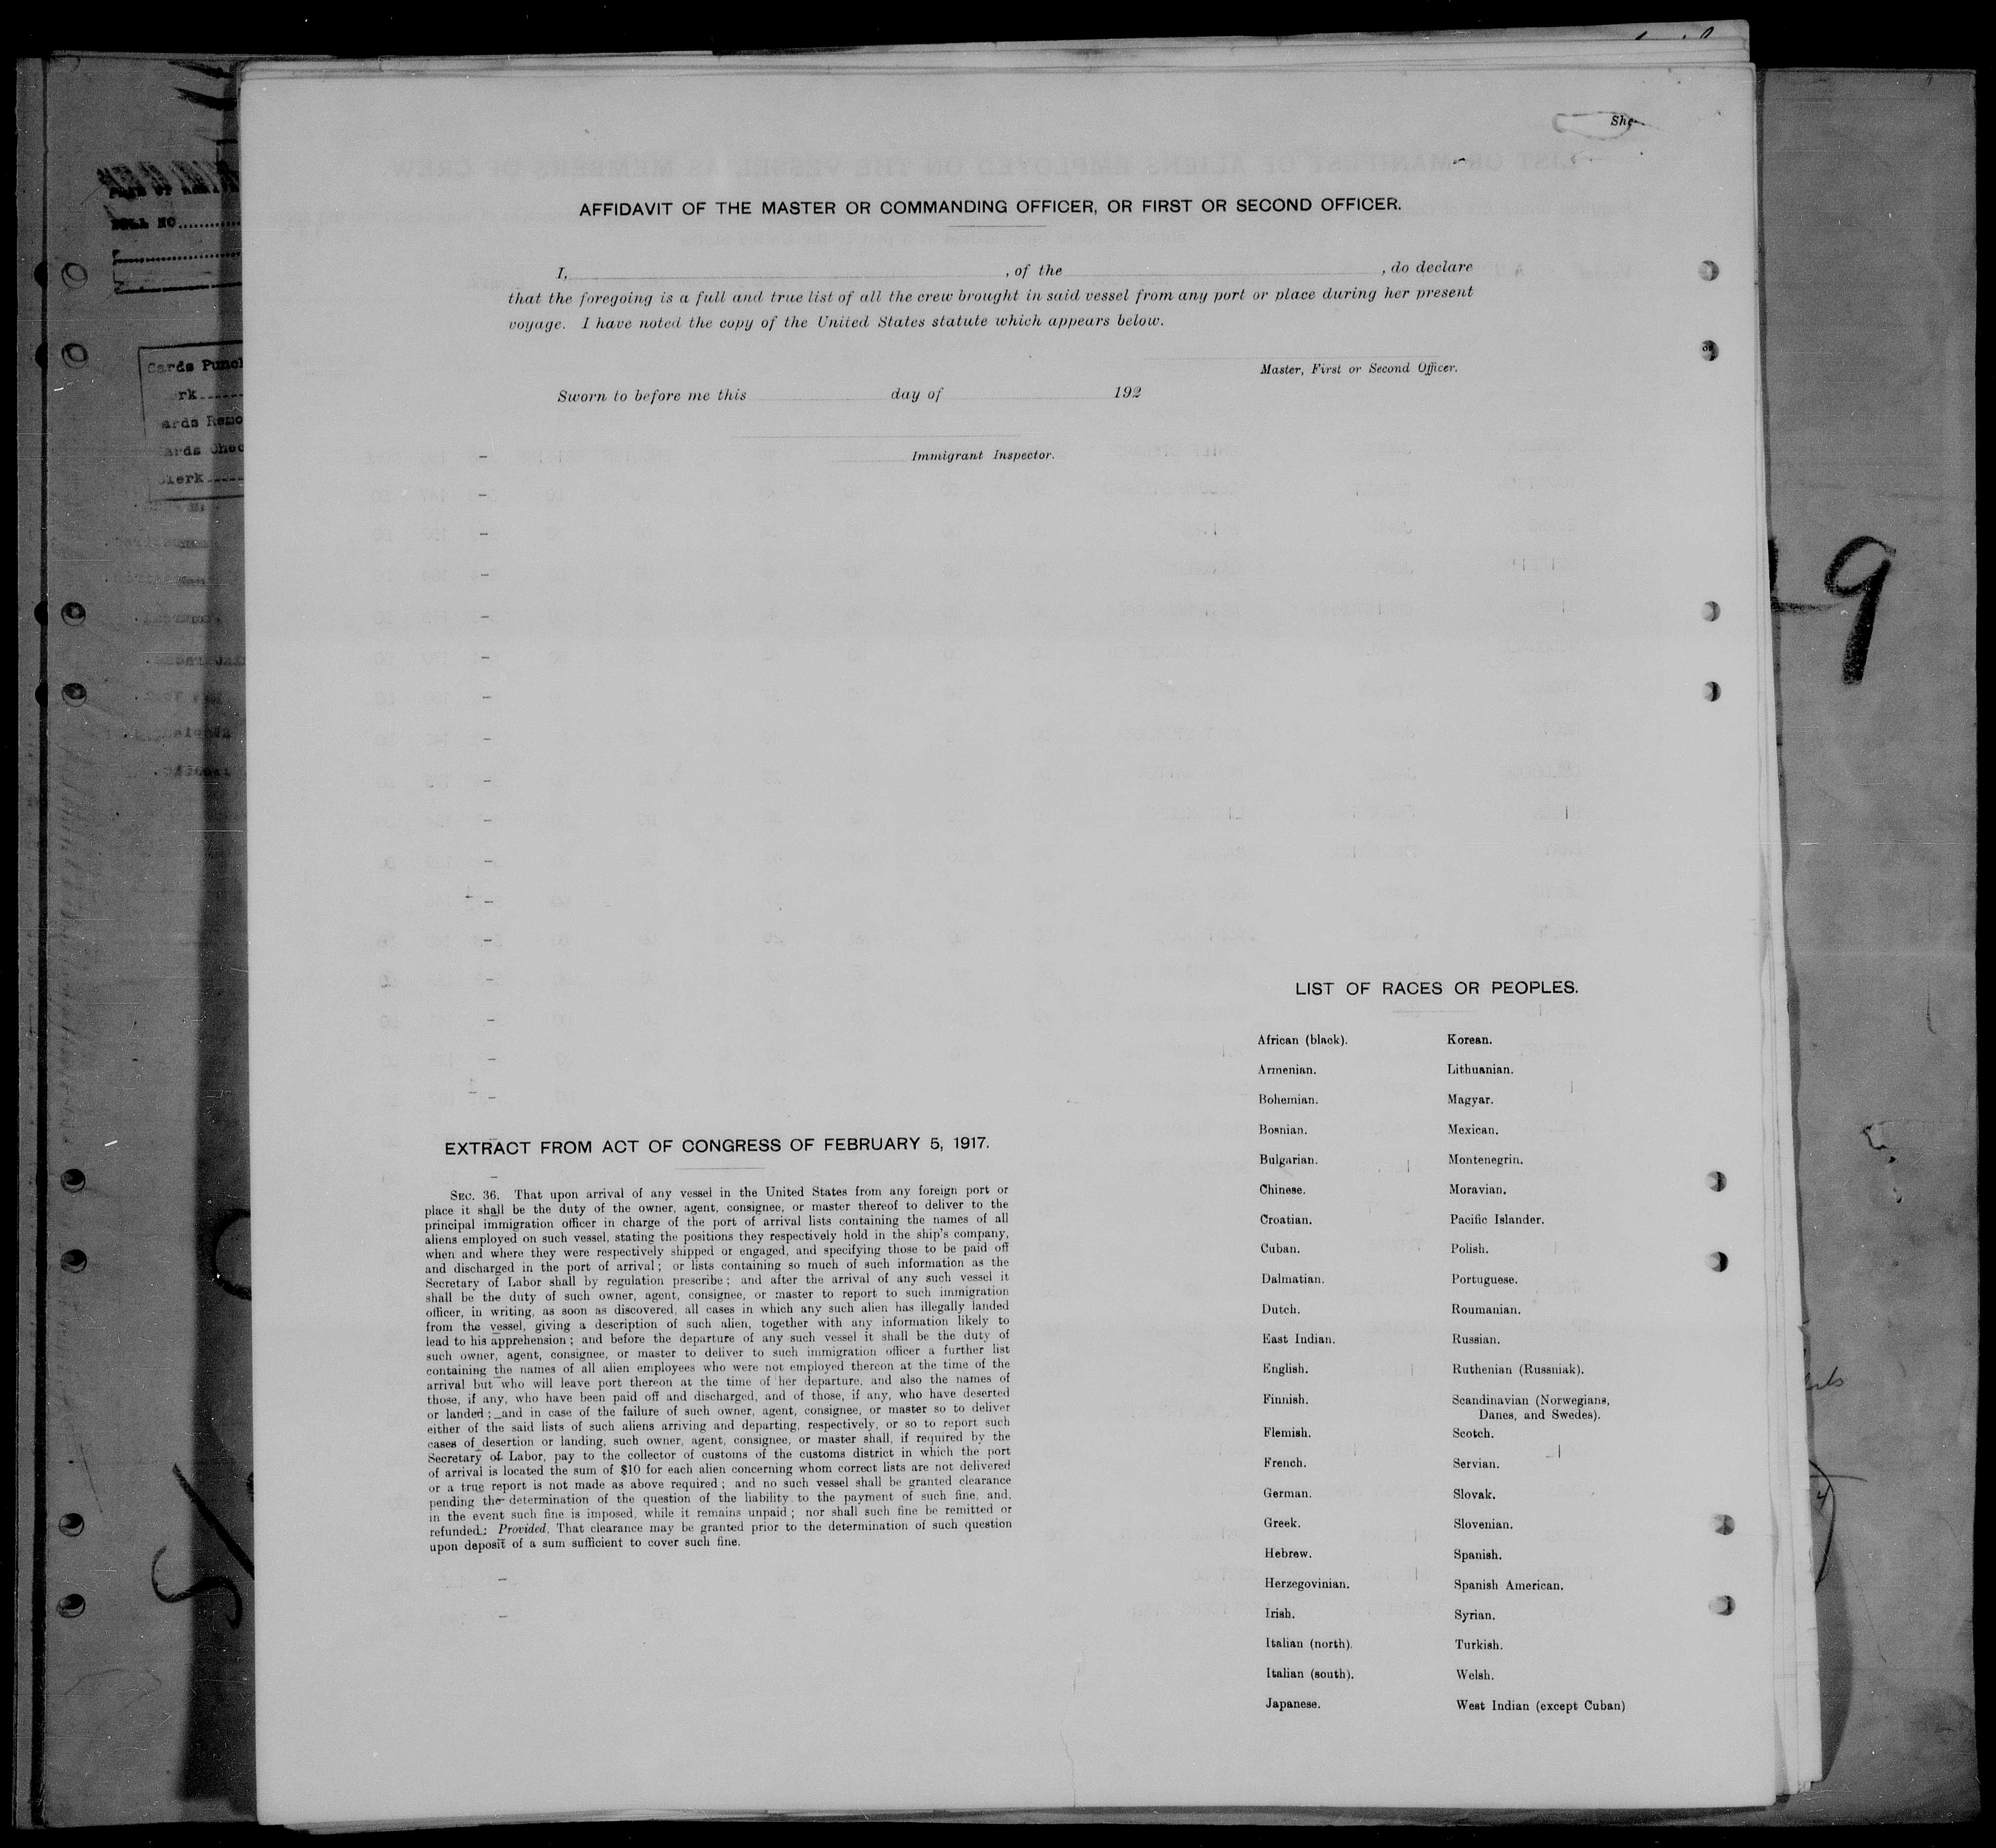 She
AFFIDAVIT OF THE MASTER OR COMMANDING OFFICER, OR FIRST OR SECOND OFFICER.
I, , of the , do declare
that the foregoing is a full and true list of all the crew brought in said vessel from any port or place during her present
voyage. I have noted the copy of the United States statute which appears below.
Master, First or Second Officer.
Sworn to before me this day of 192
Immigrant Inspector.
ROLL NO
Cards Punch
rk
ards Remo
ards Chec
Clerk
9
EXTRACT FROM ACT OF CONGRESS OF FEBRUARY 5, 1917.
SEC. 36. That upon arrival of any vessel in the United States from any foreign port or
place it shall be the duty of the owner, agent, consignee, or master thereof to deliver to the
principal immigration officer in charge of the port of arrival lists containing the names of all
aliens employed on such vessel, stating the positions they respectively hold in the ship's company,
when and where they were respectively shipped or engaged, and specifying those to be paid off
and discharged in the port of arrival; or lists containing so much of such information as the
Secretary of Labor shall by regulation prescribe; and after the arrival of any such vessel it
shall be the duty of such owner, agent, consignee, or master to report to such immigration
officer, in writing, as soon as discovered, all cases in which any such alien has illegally landed
from the vessel, giving a description of such alien, together with any information likely to
lead to his apprehension; and before the departure of any such vessel it shall be the duty of
such owner, agent, consignee, or master to deliver to such immigration officer a further list
containing the names of all alien employees who were not employed thereon at the time of the
arrival but who will leave port thereon at the time of her departure, and also the names of
those, if any, who have been paid off and discharged, and of those, if any, who have deserted
or landed; and in case of the failure of such owner, agent, consignee, or master so to deliver
either of the said lists of such aliens arriving and departing, respectively, or so to report such
cases of desertion or landing, such owner, agent, consignee, or master shall, if required by the
Secretary of Labor, pay to the collector of customs of the customs district in which the port
of arrival is located the sum of $10 for each alien concerning whom correct lists are not delivered
or a true report is not made as above required; and no such vessel shall be granted clearance
pending the determination of the question of the liability to the payment of such fine, and,
in the event such fine is imposed, while it remains unpaid; nor shall such fine be remitted or
refunded: Provided, That clearance may be granted prior to the determination of such question
upon deposit of a sum sufficient to cover such fine.
LIST OF RACES OR PEOPLES.
African (black). Korean.
Armenian. Lithuanian.
Bohemian. Magyar.
Bosnian. Mexican.
Bulgarian. Montenegrin.
Chinese. Moravian.
Croatian. Pacific Islander.
Cuban. Polish.
Dalmatian. Portuguese.
Dutch. Roumanian.
East Indian. Russian.
English. Ruthenian (Russniak).
Finnish. Scandinavian (Norwegians,
Danes, and Swedes).
Flemish. Scotch.
French. Servian.
German. Slovak.
Greek. Slovenian.
Hebrew. Spanish.
Herzegovinian. Spanish American.
Irish. Syrian.
Italian (north). Turkish.
Italian (south). Welsh.
Japanese. West Indian (except Cuban)